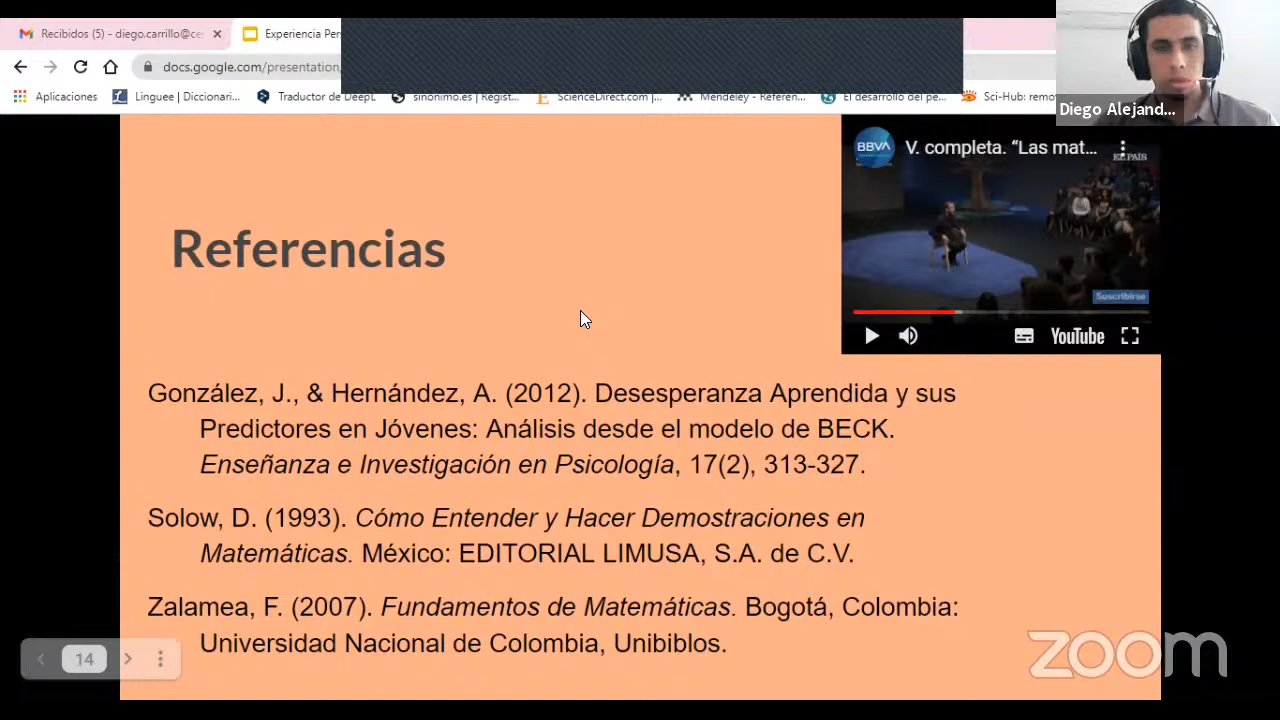 Recibidos (5) - diego.carrillo@ce
Experiencia Per
docs.google.com/presentation/
Aplicaciones
Linguee | Diccionari...
Traductor de DeepL
sinónimo.es | Regist...
ScienceDirect.com |...
Mendeley - Referen...
El desarrollo del pe...
Sci-Hub: remo
Diego Alejand...
BBVA
V. completa. “Las mat...
EL PAÍS
Suscribirse
YouTube
Referencias
González, J., & Hernández, A. (2012). Desesperanza Aprendida y sus
Predictores en Jóvenes: Análisis desde el modelo de BECK.
Enseñanza e Investigación en Psicología, 17(2), 313-327.
Solow, D. (1993). Cómo Entender y Hacer Demostraciones en
Matemáticas. México: EDITORIAL LIMUSA, S.A. de C.V.
Zalamea, F. (2007). Fundamentos de Matemáticas. Bogotá, Colombia:
Universidad Nacional de Colombia, Unibiblos.
14
zoom